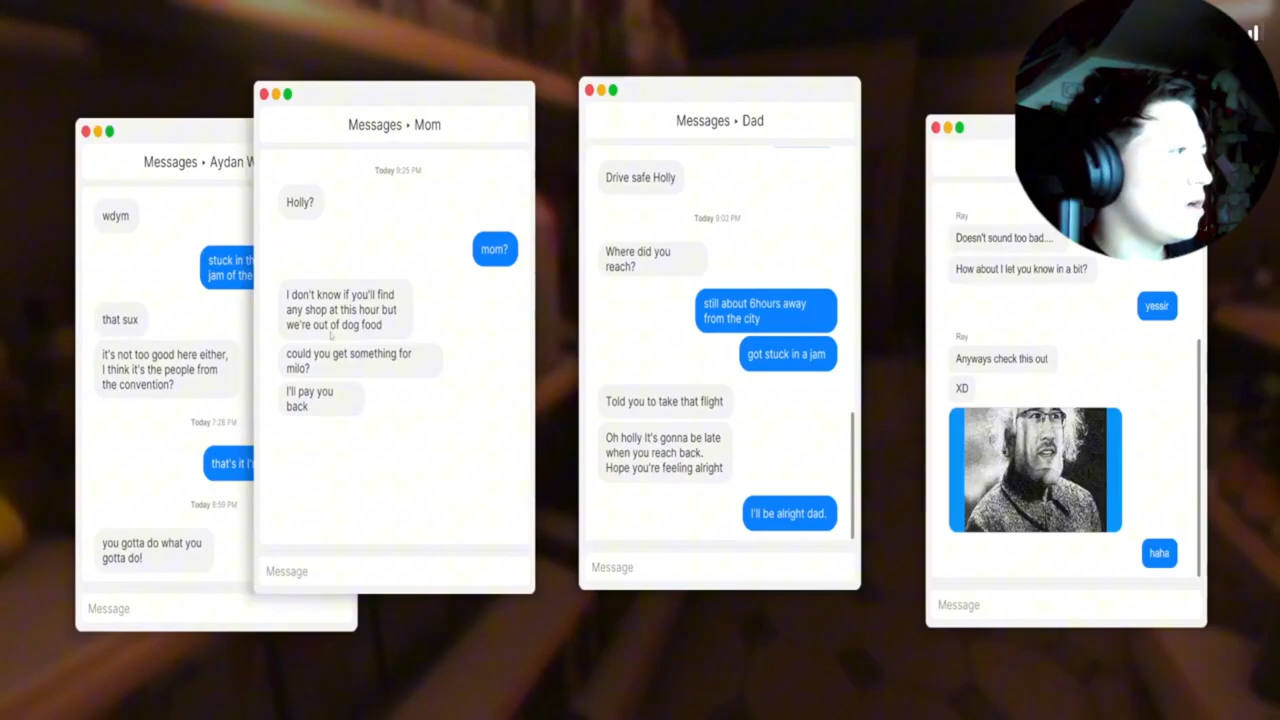 Messages ▸ Aydan W
wdym
stuck in th
jam of the
that sux
it's not too good here either,
I think it's the people from
the convention?
Today 7:28 PM
that's it I'
Today 8:59 PM
you gotta do what you
gotta do!
Message
Messages ▸ Mom
Today 9:25 PM
Holly?
mom?
I don't know if you'll find
any shop at this hour but
we're out of dog food
could you get something for
milo?
I'll pay you
back
Message
Messages ▸ Dad
Drive safe Holly
Today 9:02 PM
Where did you
reach?
still about 6hours away
from the city
got stuck in a jam
Told you to take that flight
Oh holly It's gonna be late
when you reach back.
Hope you're feeling alright
I'll be alright dad.
Message
Ray
Doesn't sound too bad....
How about I let you know in a bit?
yessir
Ray
Anyways check this out
XD
haha
Message